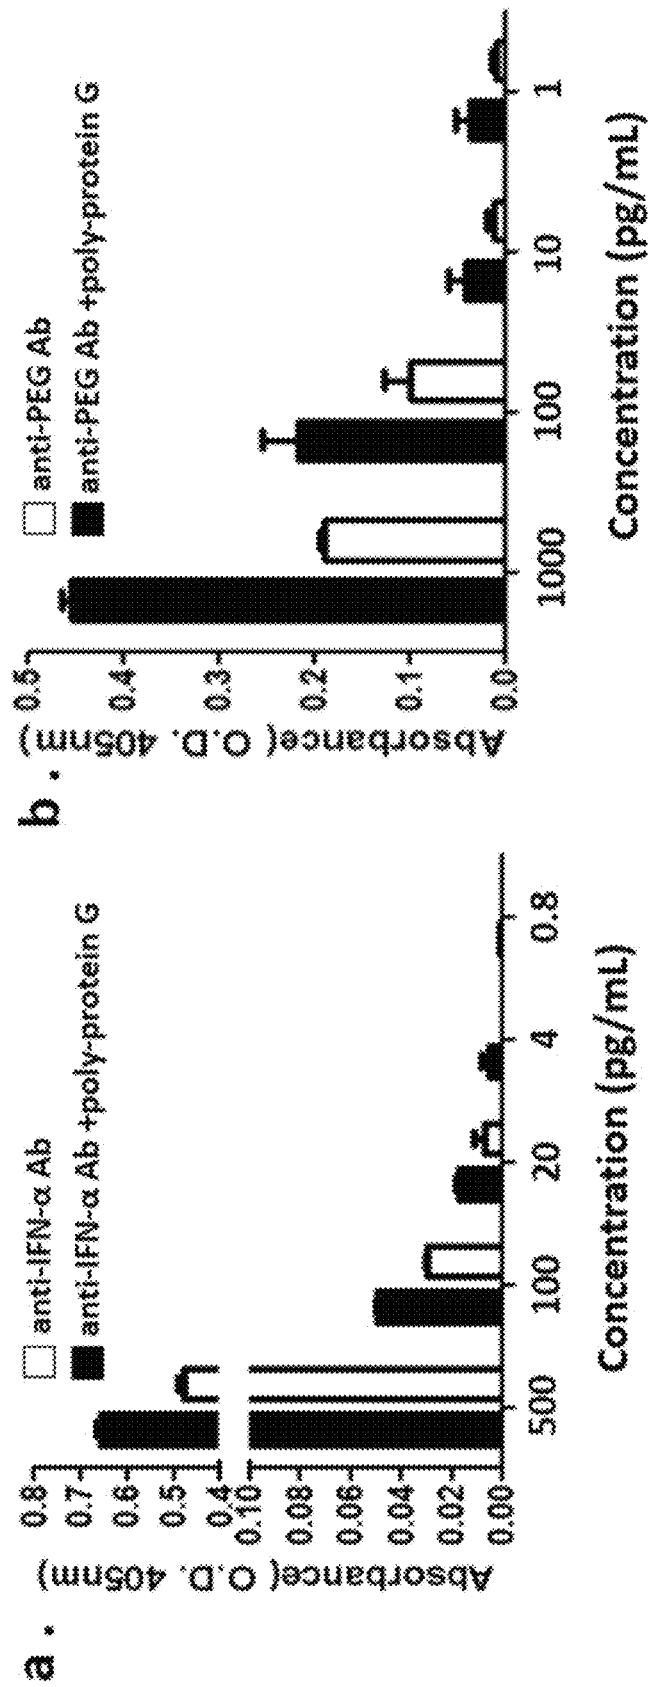 a.
anti-IFN-α Ab
anti-IFN-α Ab +poly-protein G
Absorbance( O.D. 405nm)
0.8
0.7
0.6
0.5
0.4
0.10
0.08
0.06
0.04
0.02
0.00
500 100 20 4 0.8
Concentration (pg/mL)
b.
anti-PEG Ab
anti-PEG Ab +poly-protein G
Absorbance( O.D. 405nm)
0.5
0.4
0.3
0.2
0.1
0.0
1000 100 10 1
Concentration (pg/mL)